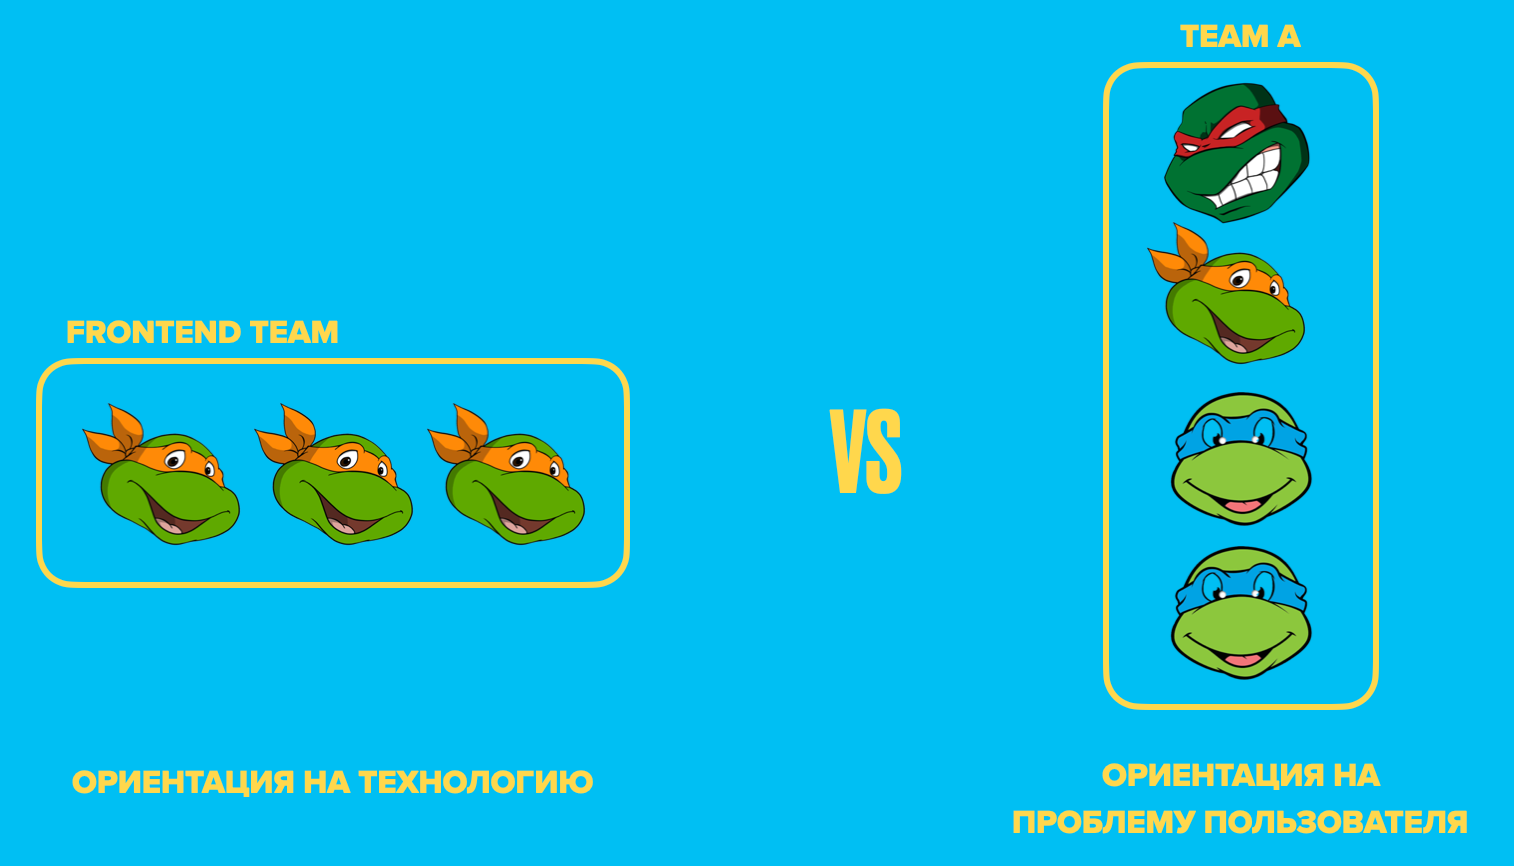 FRONTEND TEAM
ОРИЕНТАЦИЯ НА ТЕХНОЛОГИЮ
VS
TEAM A
ОРИЕНТАЦИЯ НА
ПРОБЛЕМУ ПОЛЬЗОВАТЕЛЯ